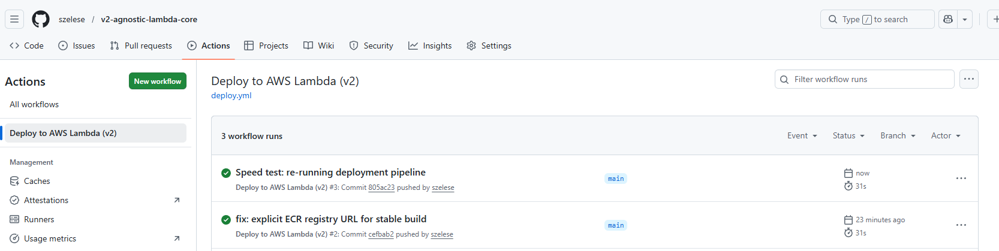 szelese / v2-agnostic-lambda-core
Type / to search
Code
Issues
Pull requests
Actions
Projects
Wiki
Security
Insights
Settings
Actions
New workflow
All workflows
Deploy to AWS Lambda (v2)
Management
Caches
Attestations
Runners
Usage metrics
Deploy to AWS Lambda (v2)
deploy.yml
Filter workflow runs
3 workflow runs
Event
Status
Branch
Actor
Speed test: re-running deployment pipeline
Deploy to AWS Lambda (v2) #3: Commit 805ac23 pushed by szelese
main
now
31s
fix: explicit ECR registry URL for stable build
Deploy to AWS Lambda (v2) #2: Commit cefbab2 pushed by szelese
main
23 minutes ago
31s